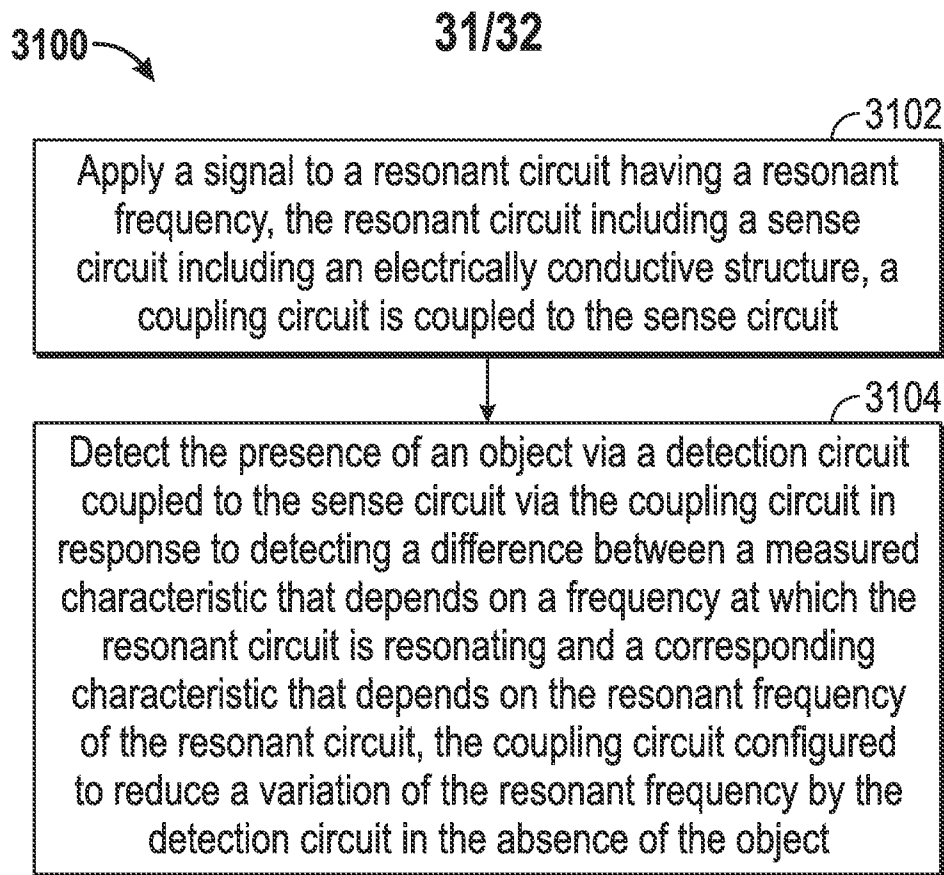 31/32
3100
3102
Apply a signal to a resonant circuit having a resonant
frequency, the resonant circuit including a sense
circuit including an electrically conductive structure, a
coupling circuit is coupled to the sense circuit
3104
Detect the presence of an object via a detection circuit
coupled to the sense circuit via the coupling circuit in
response to detecting a difference between a measured
characteristic that depends on a frequency at which the
resonant circuit is resonating and a corresponding
characteristic that depends on the resonant frequency
of the resonant circuit, the coupling circuit configured
to reduce a variation of the resonant frequency by the
detection circuit in the absence of the object